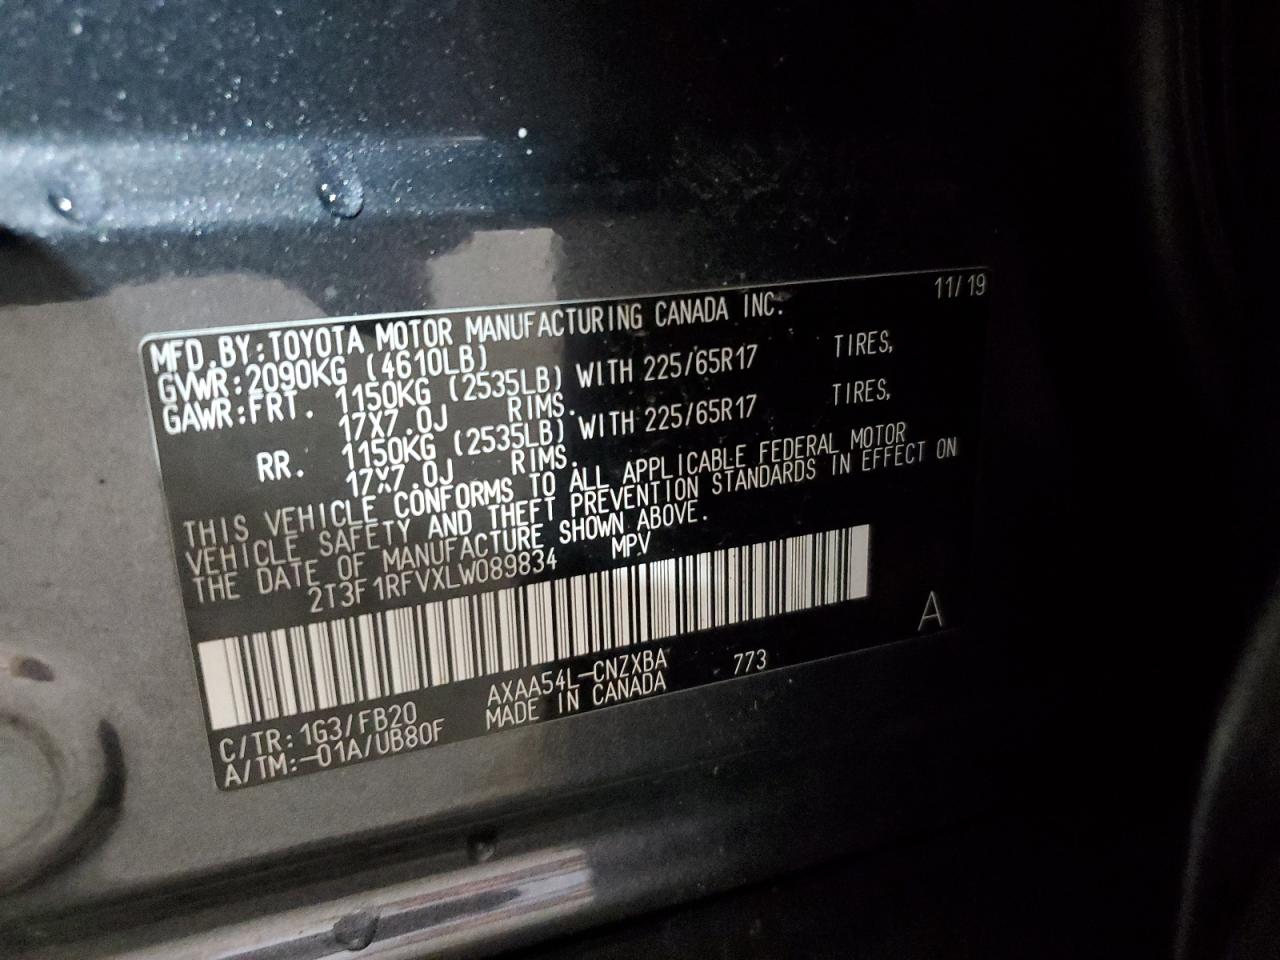 11/19
MFD.BY:TOYOTA MOTOR MANUFACTURING CANADA INC.
GVWR:2090KG (4610LB)
GAWR:FRT. 1150KG (2535LB) WITH 225/65R17 TIRES,
17X7.0J RIMS.
RR. 1150KG (2535LB) WITH 225/65R17 TIRES,
17X7.0J RIMS.
THIS VEHICLE CONFORMS TO ALL APPLICABLE FEDERAL MOTOR
VEHICLE SAFETY AND THEFT PREVENTION STANDARDS IN EFFECT ON
THE DATE OF MANUFACTURE SHOWN ABOVE.
2T3F1RFVXLW089834 MPV
A
C/TR:1G3/FB20 AXAA54L-CNZXBA 773
A/TM:-01A/UB80F MADE IN CANADA